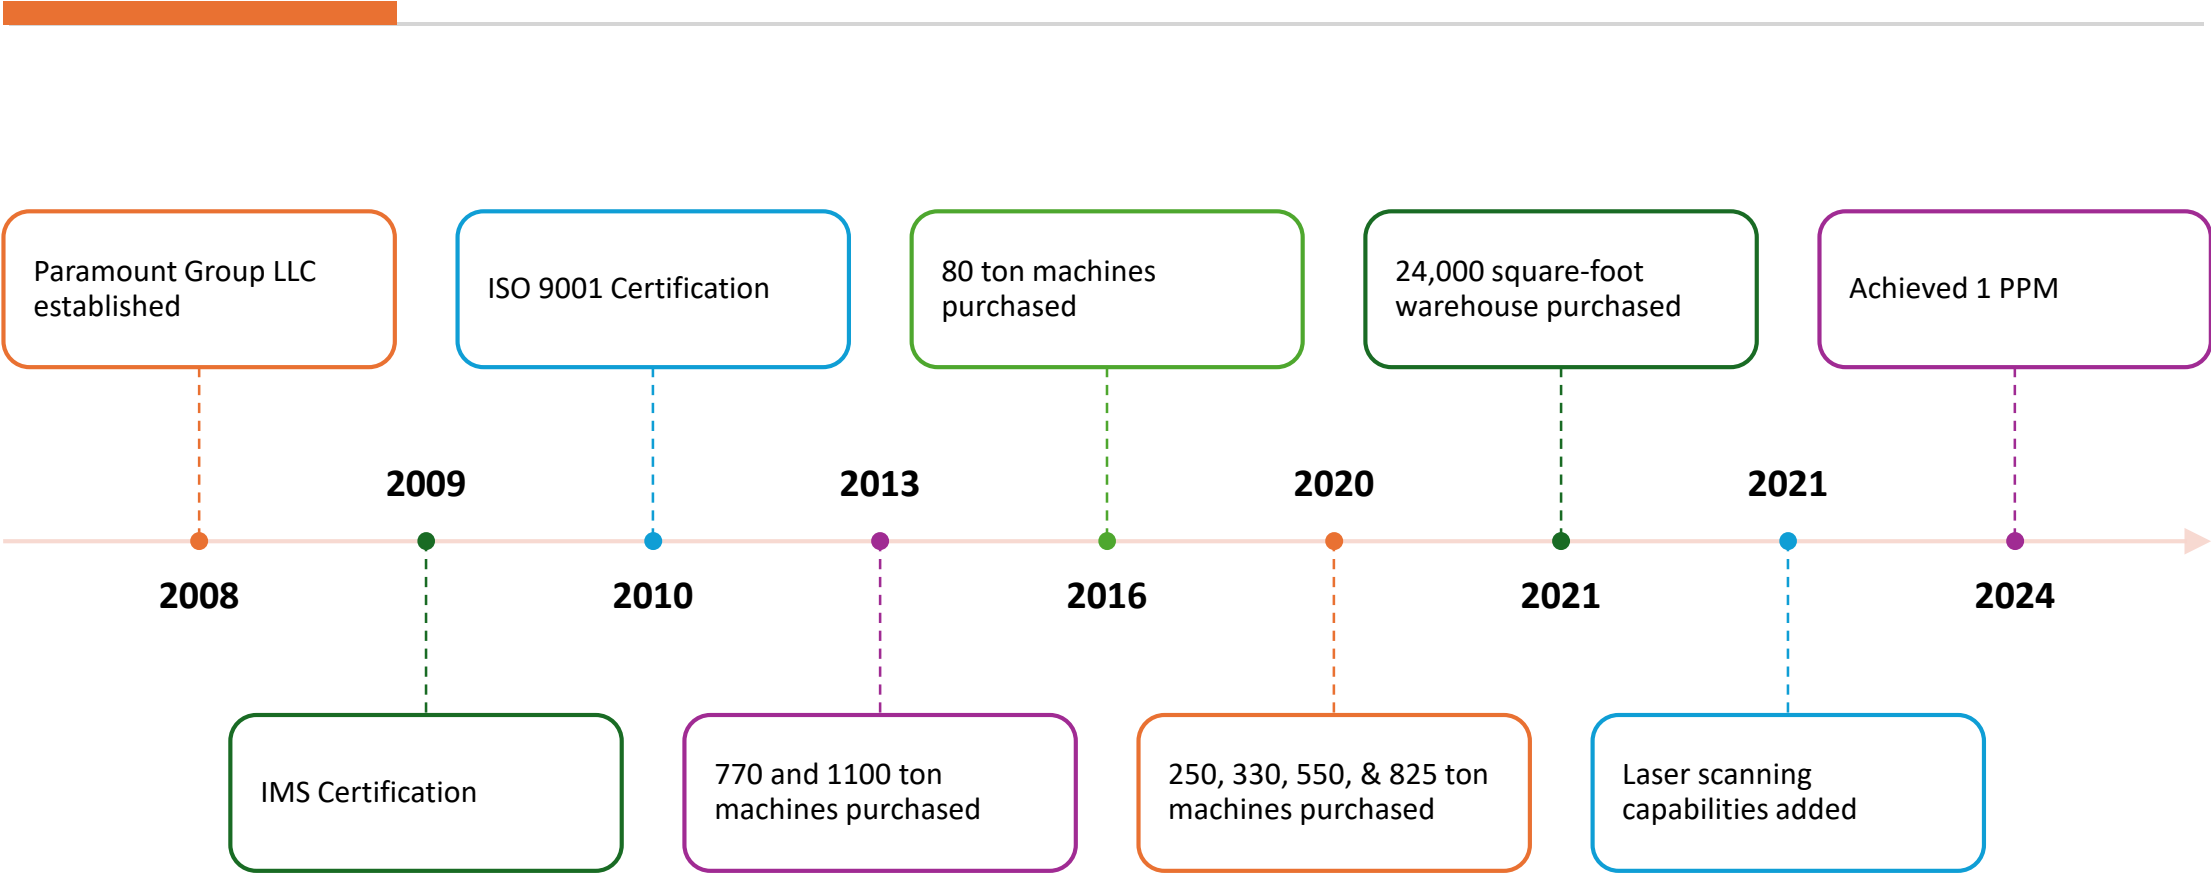 Paramount Group LLC
established
ISO 9001 Certification
80 ton machines
purchased
24,000 square-foot
warehouse purchased
Achieved 1 PPM
2009
2013
2020
2021
2008
2010
2016
2021
2024
IMS Certification
770 and 1100 ton
machines purchased
250, 330, 550, & 825 ton
machines purchased
Laser scanning
capabilities added